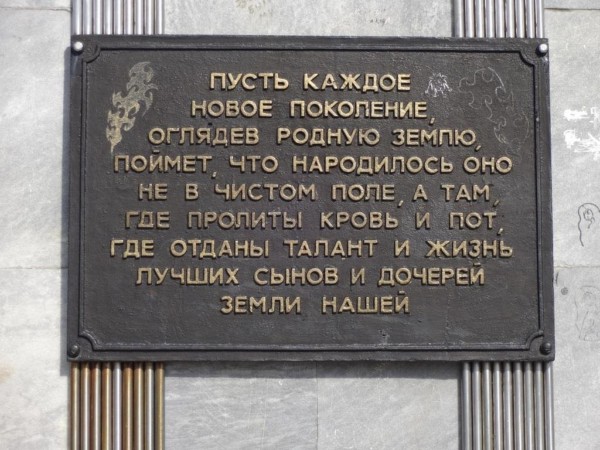 ПУСТЬ КАЖДОЕ
НОВОЕ ПОКОЛЕНИЕ,
ОГЛЯДЕВ РОДНУЮ ЗЕМЛЮ,
ПОЙМЕТ, ЧТО НАРОДИЛОСЬ ОНО
НЕ В ЧИСТОМ ПОЛЕ, А ТАМ,
ГДЕ ПРОЛИТЫ КРОВЬ И ПОТ,
ГДЕ ОТДАНЫ ТАЛАНТ И ЖИЗНЬ
ЛУЧШИХ СЫНОВ И ДОЧЕРЕЙ
ЗЕМЛИ НАШЕЙ